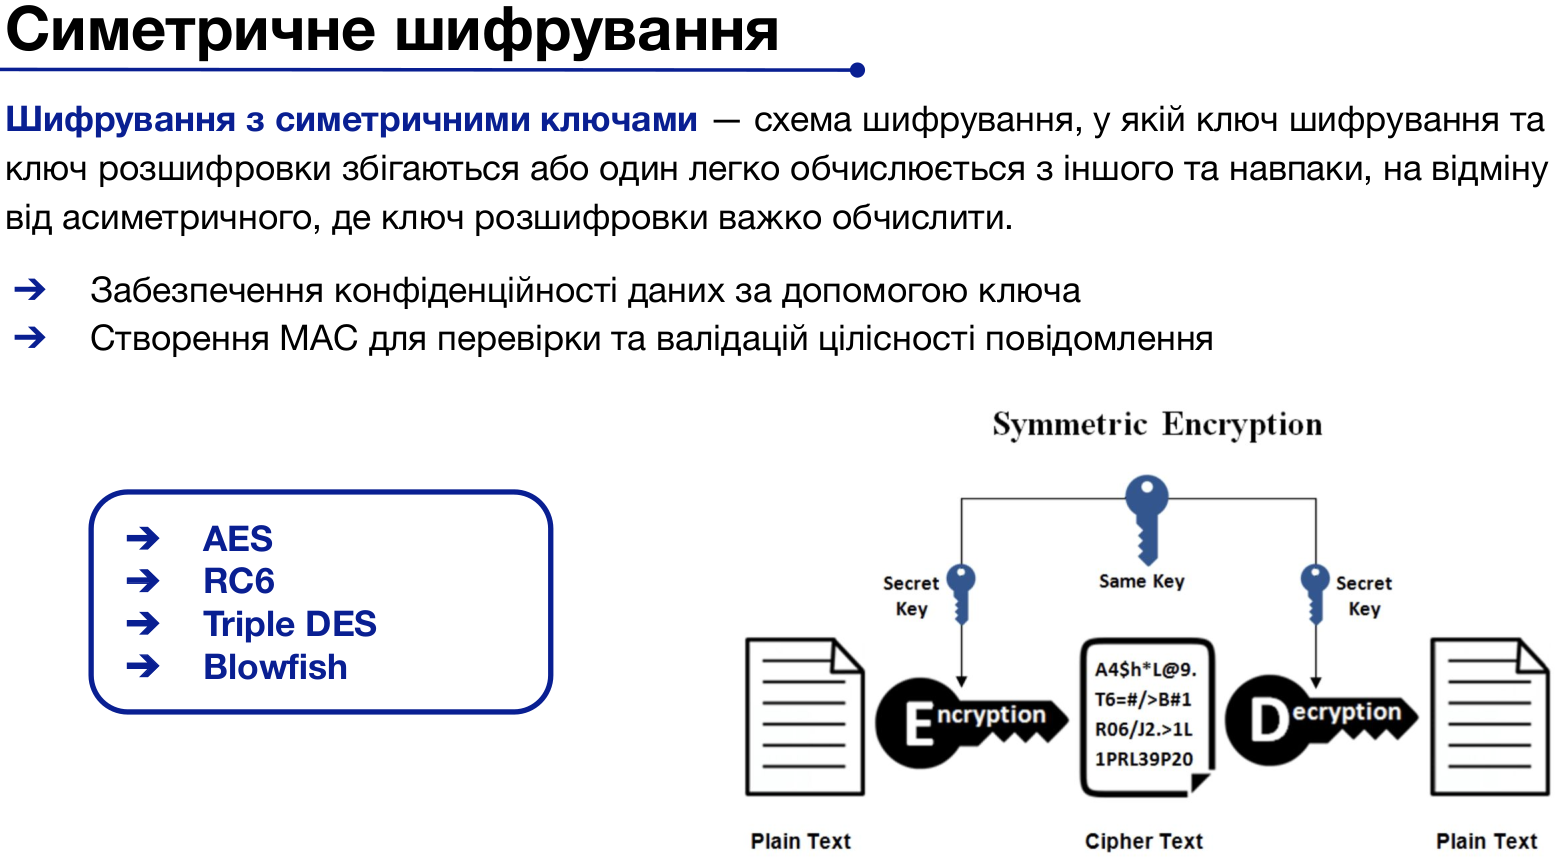 Симетричне шифрування
Шифрування з симетричними ключами — схема шифрування, у якій ключ шифрування та
ключ розшифровки збігаються або один легко обчислюється з іншого та навпаки, на відміну
від асиметричного, де ключ розшифровки важко обчислити.
➔ Забезпечення конфіденційності даних за допомогою ключа
➔ Створення MAC для перевірки та валідацій цілісності повідомлення
➔ AES
➔ RC6
➔ Triple DES
➔ Blowfish
Symmetric Encryption
Secret
Key
Same Key
Secret
Key
Encryption
A4$h*L@9.
T6=#/>B#1
R06/J2.>1L
1PRL39P20
Decryption
Plain Text
Cipher Text
Plain Text